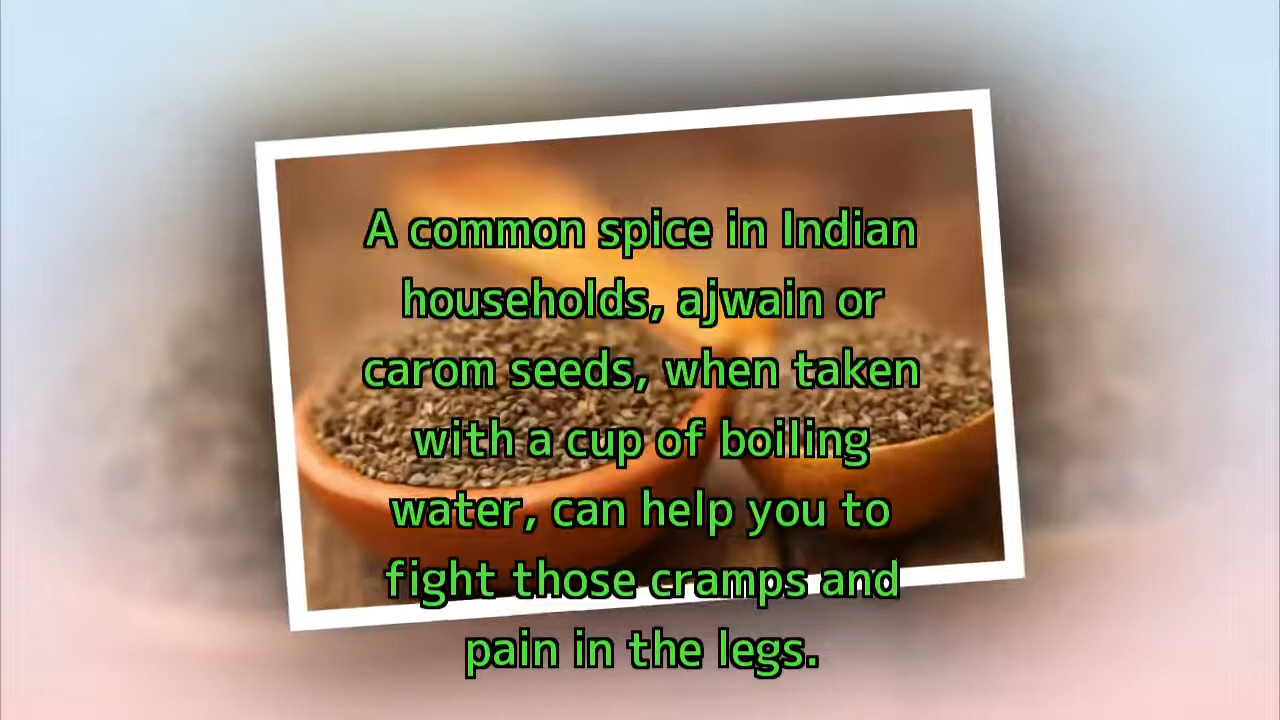 A common spice in Indian
households, ajwain or
carom seeds, when taken
with a cup of boiling
water, can help you to
fight those cramps and
pain in the legs.